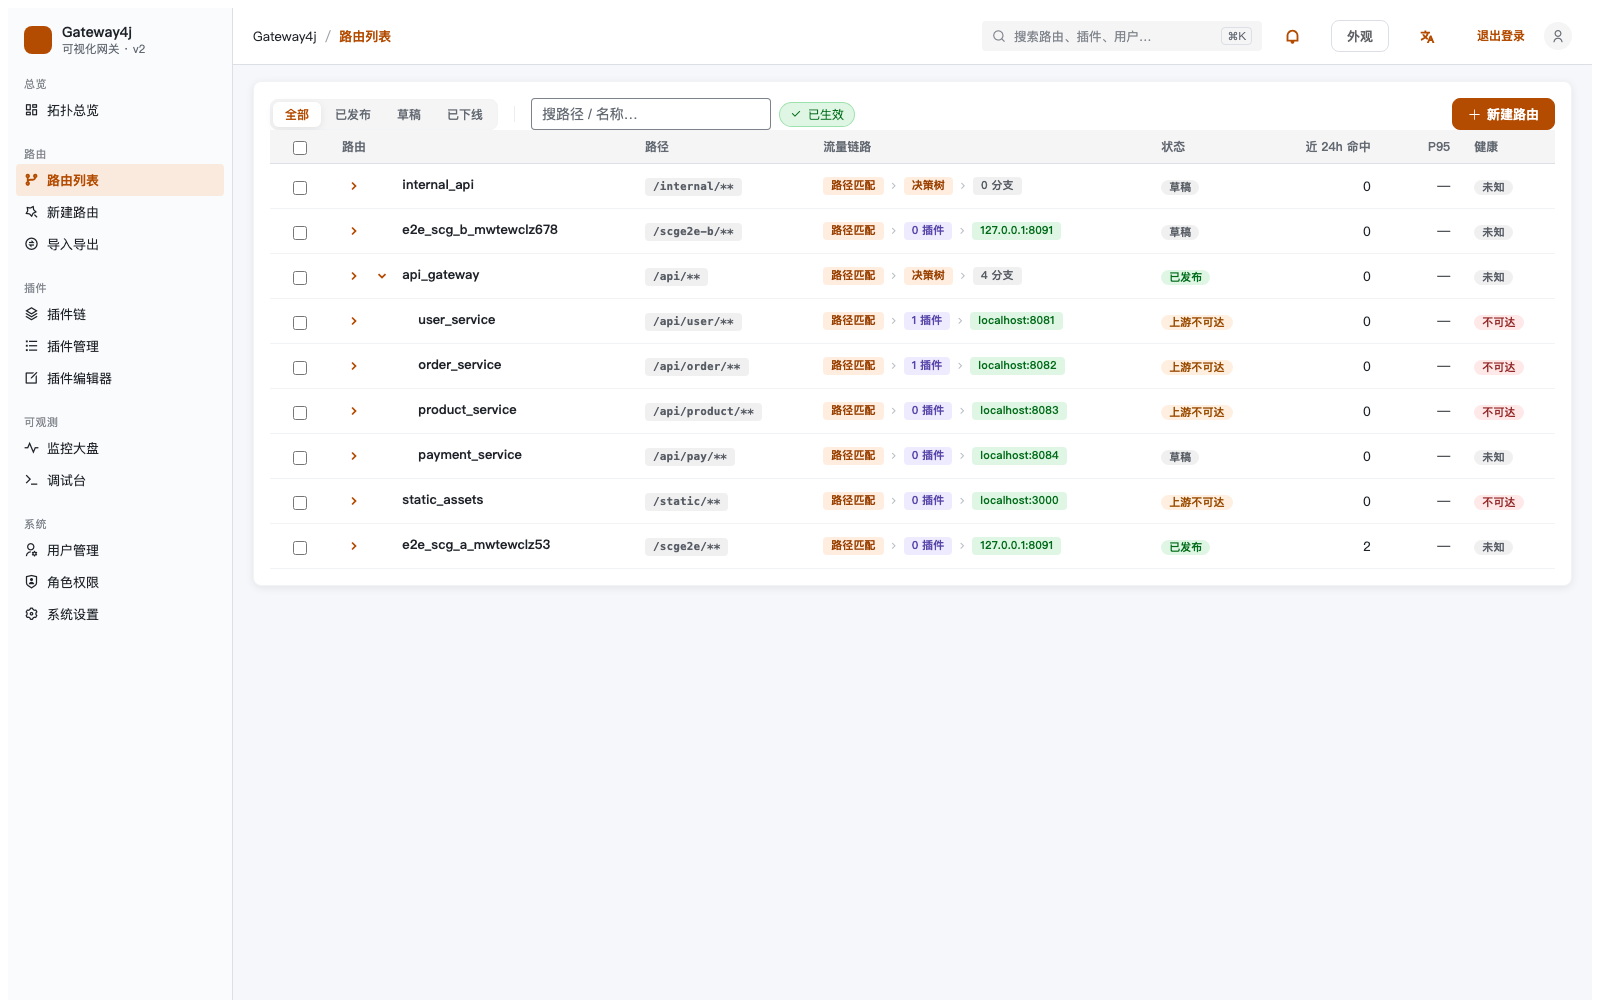 Gateway4j
可视化网关 · v2
总览
拓扑总览
路由
路由列表
新建路由
导入导出
插件
插件链
插件管理
插件编辑器
可观测
监控大盘
调试台
系统
用户管理
角色权限
系统设置
Gateway4j / 路由列表
搜索路由、插件、用户... ⌘K
外观
退出登录
全部 已发布 草稿 已下线
搜路径 / 名称...
已生效
新建路由
路由 路径 流量链路 状态 近 24h 命中 P95 健康
internal_api /internal/** 路径匹配 › 决策树 › 0 分支 草稿 0 — 未知
e2e_scg_b_mwtewclz678 /scge2e-b/** 路径匹配 › 0 插件 › 127.0.0.1:8091 草稿 0 — 未知
api_gateway /api/** 路径匹配 › 决策树 › 4 分支 已发布 0 — 未知
user_service /api/user/** 路径匹配 › 1 插件 › localhost:8081 上游不可达 0 — 不可达
order_service /api/order/** 路径匹配 › 1 插件 › localhost:8082 上游不可达 0 — 不可达
product_service /api/product/** 路径匹配 › 0 插件 › localhost:8083 上游不可达 0 — 不可达
payment_service /api/pay/** 路径匹配 › 0 插件 › localhost:8084 草稿 0 — 未知
static_assets /static/** 路径匹配 › 0 插件 › localhost:3000 上游不可达 0 — 不可达
e2e_scg_a_mwtewclz53 /scge2e/** 路径匹配 › 0 插件 › 127.0.0.1:8091 已发布 2 — 未知